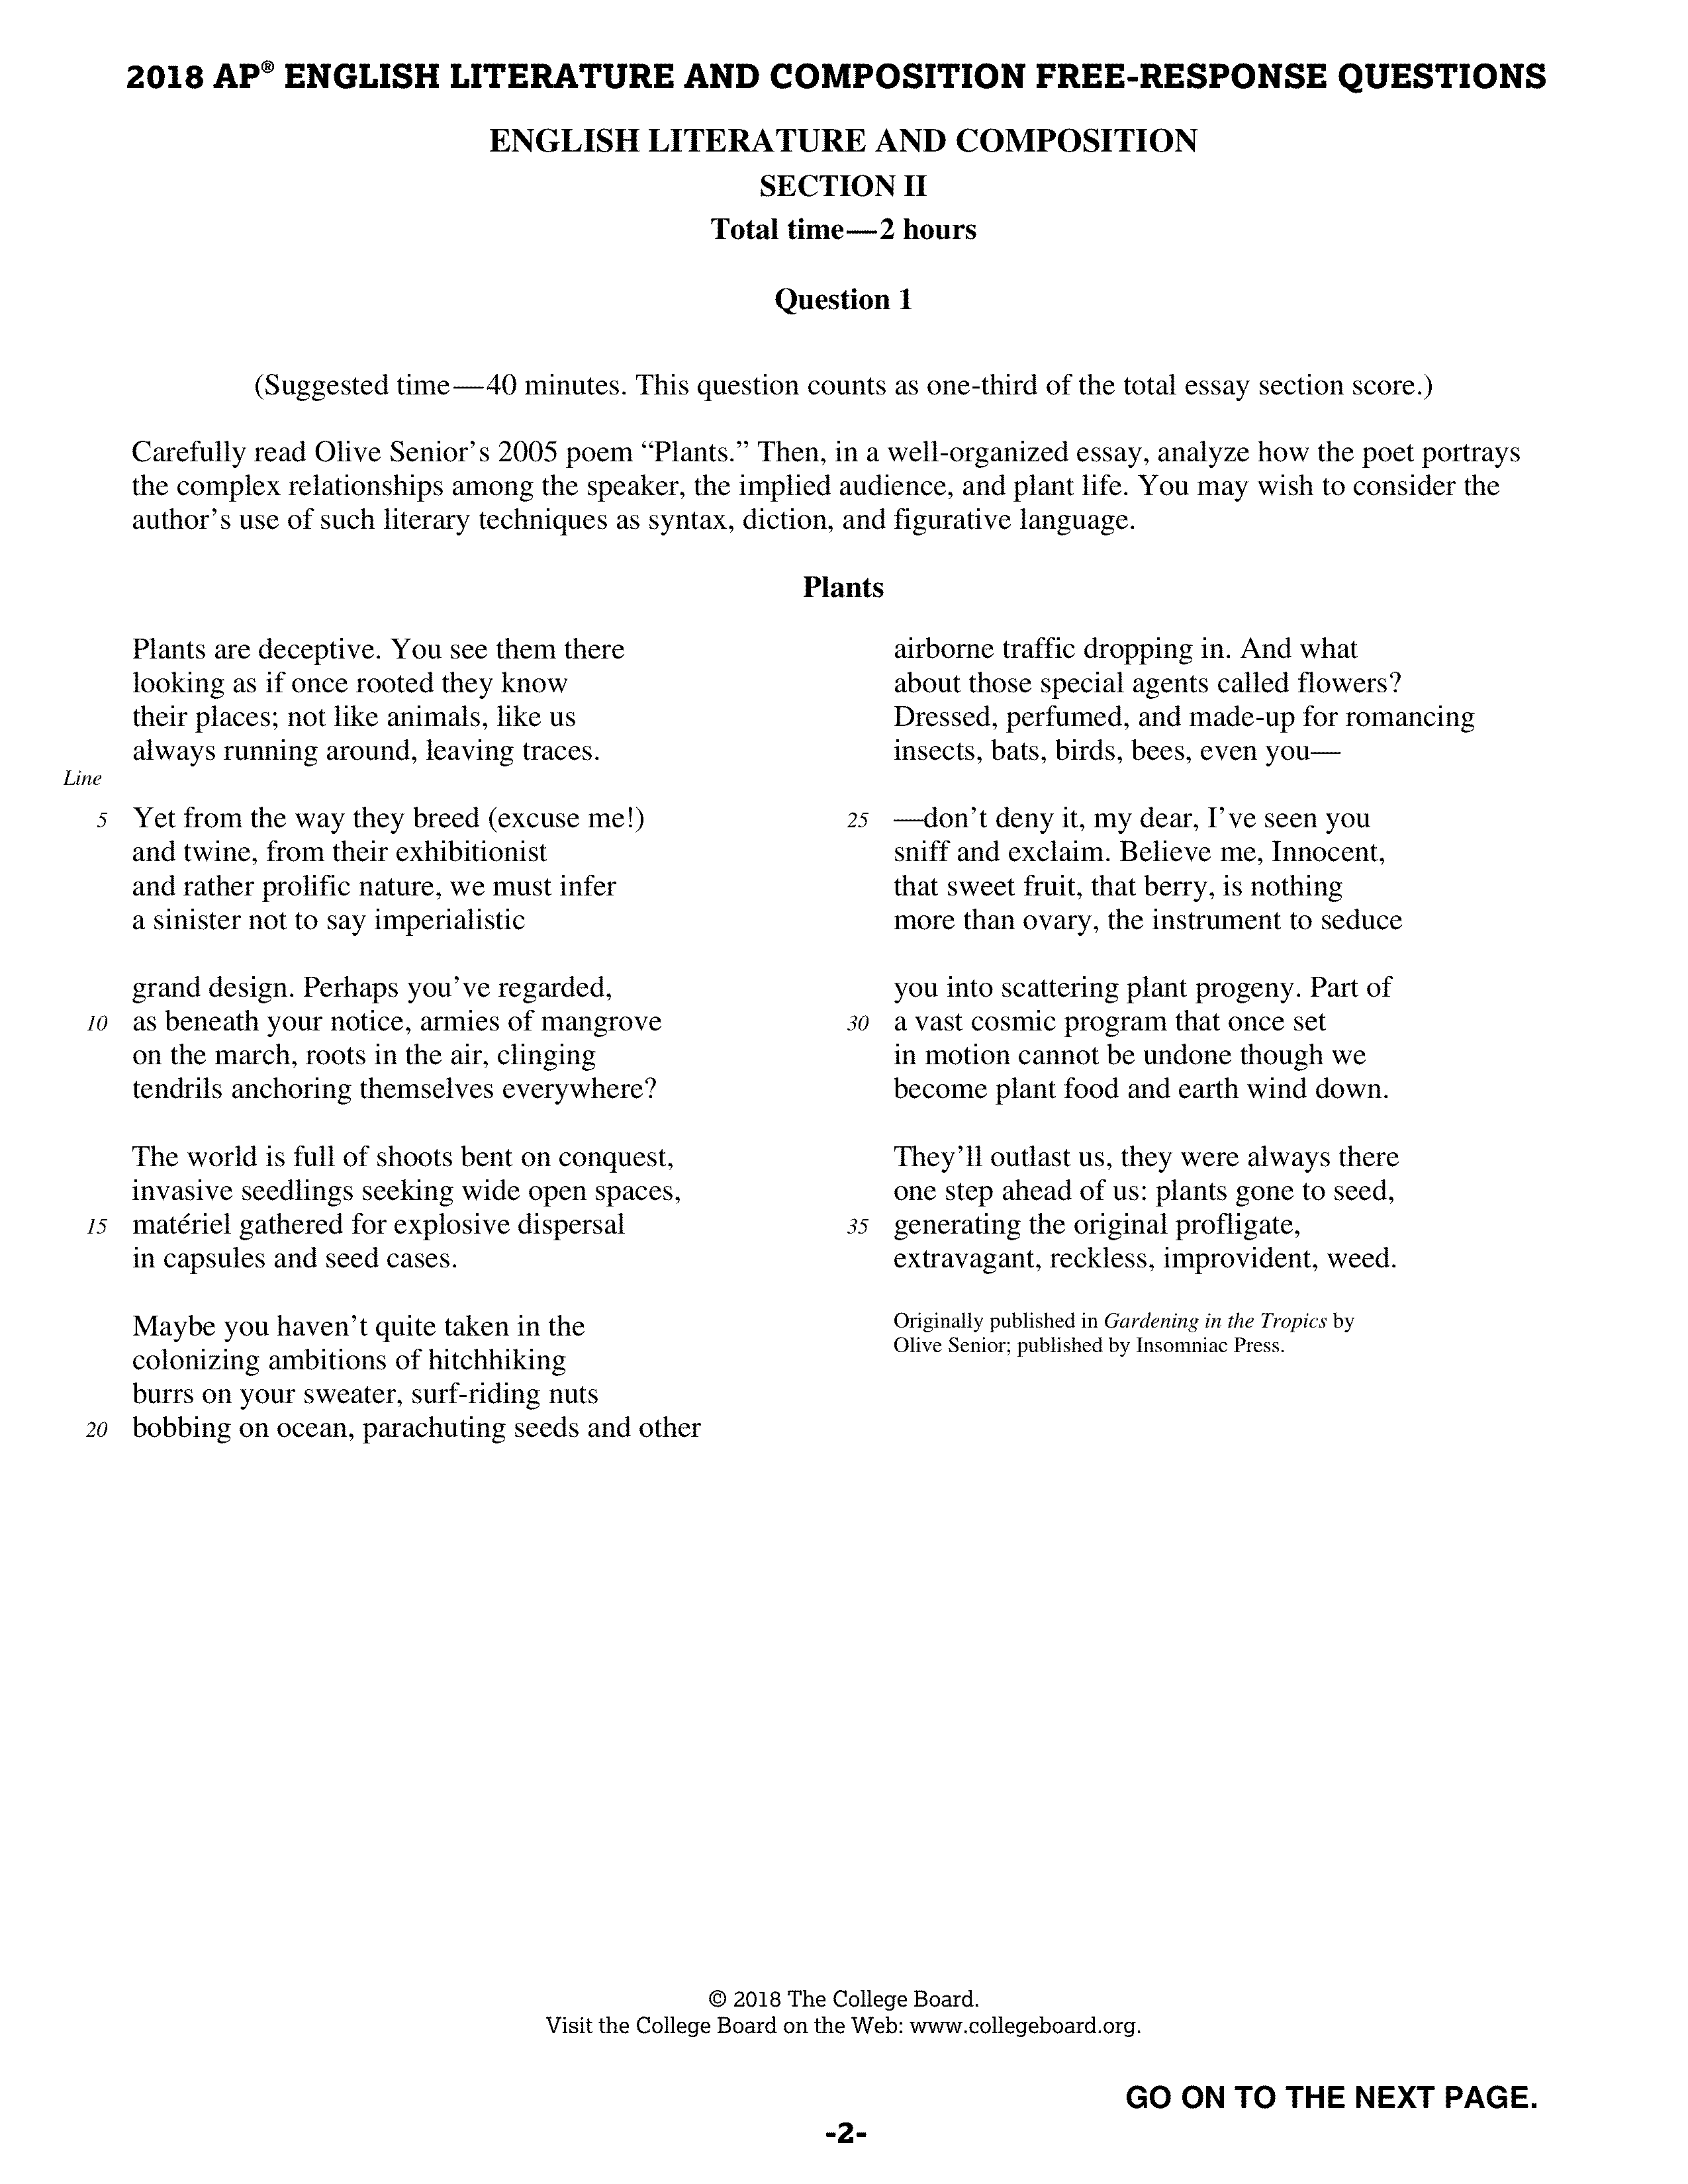 2018 AP® ENGLISH LITERATURE AND COMPOSITION FREE-RESPONSE QUESTIONS
ENGLISH LITERATURE AND COMPOSITION
SECTION II
Total time—2 hours
Question 1
(Suggested time—40 minutes. This question counts as one-third of the total essay section score.)
Carefully read Olive Senior’s 2005 poem “Plants.” Then, in a well-organized essay, analyze how the poet portrays
the complex relationships among the speaker, the implied audience, and plant life. You may wish to consider the
author’s use of such literary techniques as syntax, diction, and figurative language.
Plants
Plants are deceptive. You see them there
looking as if once rooted they know
their places; not like animals, like us
always running around, leaving traces.
Line
5 Yet from the way they breed (excuse me!)
and twine, from their exhibitionist
and rather prolific nature, we must infer
a sinister not to say imperialistic
grand design. Perhaps you’ve regarded,
10 as beneath your notice, armies of mangrove
on the march, roots in the air, clinging
tendrils anchoring themselves everywhere?
The world is full of shoots bent on conquest,
invasive seedlings seeking wide open spaces,
15 matériel gathered for explosive dispersal
in capsules and seed cases.
Maybe you haven’t quite taken in the
colonizing ambitions of hitchhiking
burrs on your sweater, surf-riding nuts
20 bobbing on ocean, parachuting seeds and other
airborne traffic dropping in. And what
about those special agents called flowers?
Dressed, perfumed, and made-up for romancing
insects, bats, birds, bees, even you—
25 —don’t deny it, my dear, I’ve seen you
sniff and exclaim. Believe me, Innocent,
that sweet fruit, that berry, is nothing
more than ovary, the instrument to seduce
you into scattering plant progeny. Part of
30 a vast cosmic program that once set
in motion cannot be undone though we
become plant food and earth wind down.
They’ll outlast us, they were always there
one step ahead of us: plants gone to seed,
35 generating the original profligate,
extravagant, reckless, improvident, weed.
Originally published in Gardening in the Tropics by
Olive Senior; published by Insomniac Press.
© 2018 The College Board.
Visit the College Board on the Web: www.collegeboard.org.
GO ON TO THE NEXT PAGE.
-2-